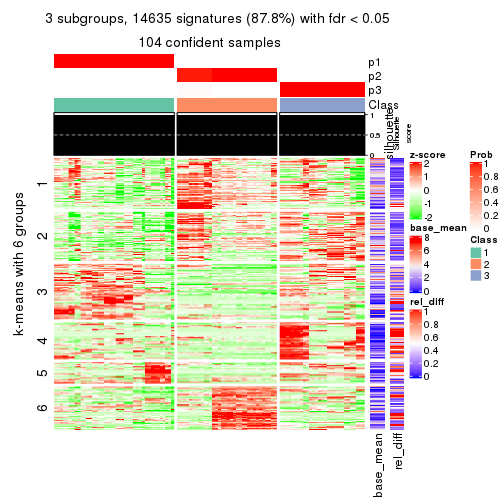 3 subgroups, 14635 signatures (87.8%) with fdr < 0.05
104 confident samples
p1
p2
p3
Class
silhouette
Silhouette
score
1
0.5
0
k-means with 6 groups
1
2
3
4
5
6
base_mean
rel_diff
z-score
2
1
0
-1
-2
base_mean
8
6
4
2
0
rel_diff
1
0.8
0.6
0.4
0.2
0
Prob
1
0.8
0.6
0.4
0.2
0
Class
1
2
3